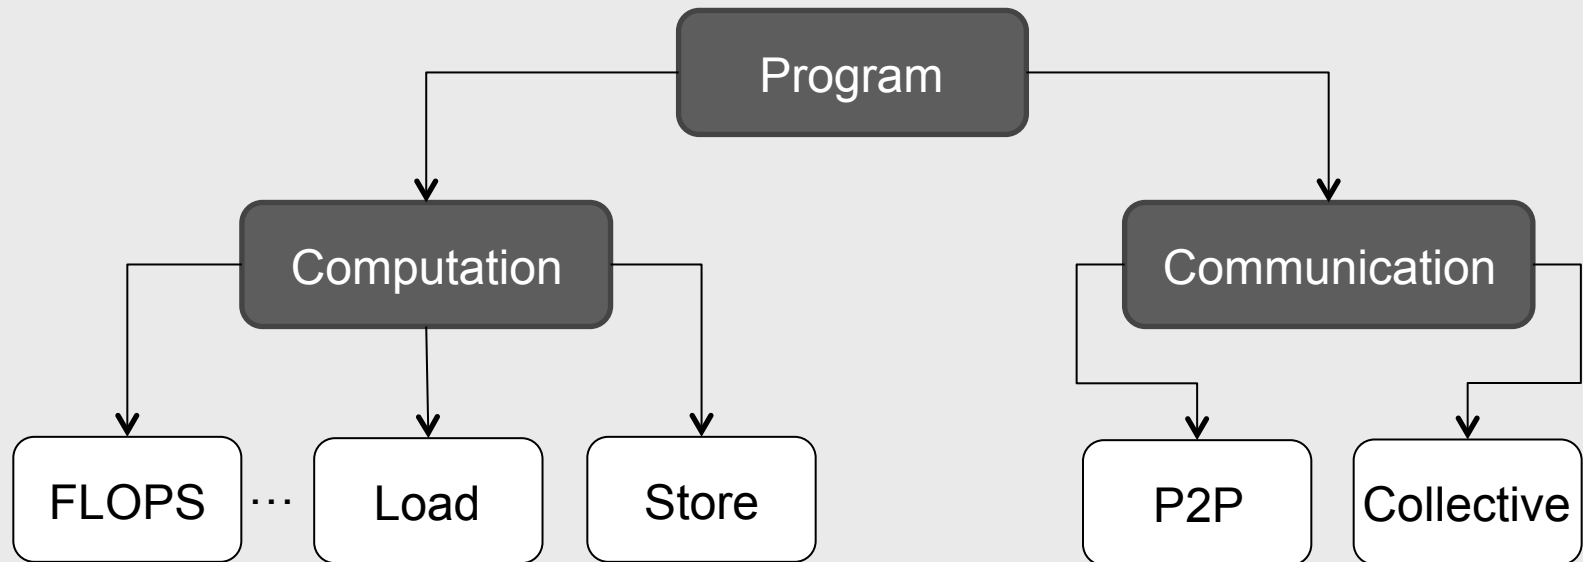 Program
Computation
Communication
FLOPS ... Load
Store
P2P
Collective